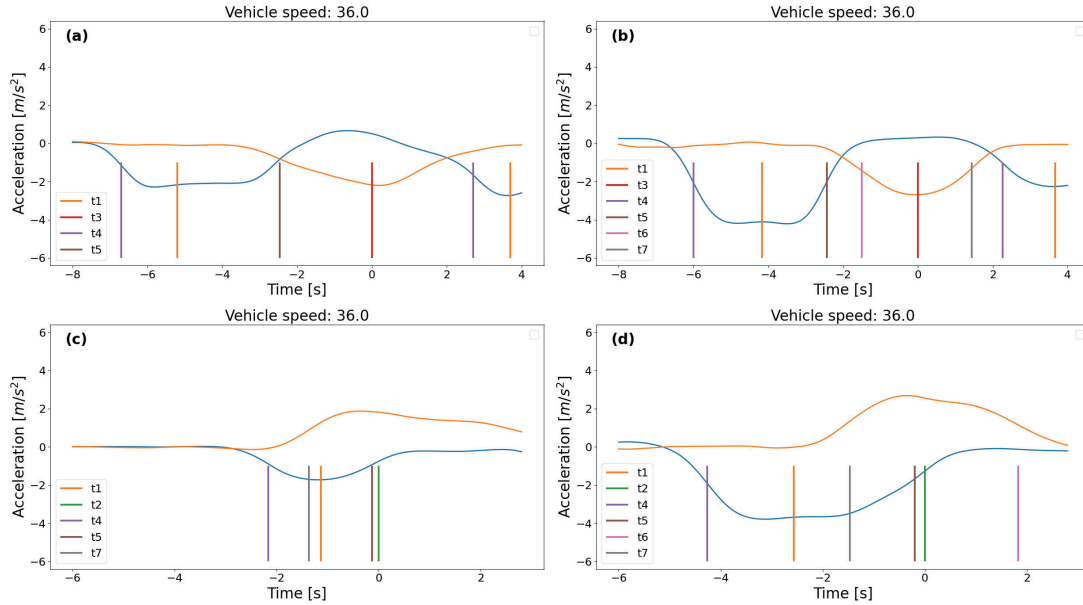 Vehicle speed: 36.0
(a)
Acceleration [m/s²]
6
4
2
0
−2
−4
−6
t1
t3
t4
t5
−8
−6
−4
−2
0
2
4
Time [s]
Vehicle speed: 36.0
(b)
Acceleration [m/s²]
6
4
2
0
−2
−4
−6
t1
t3
t4
t5
t6
t7
−8
−6
−4
−2
0
2
4
Time [s]
Vehicle speed: 36.0
(c)
Acceleration [m/s²]
6
4
2
0
−2
−4
−6
t1
t2
t4
t5
t7
−6
−4
−2
0
2
Time [s]
Vehicle speed: 36.0
(d)
Acceleration [m/s²]
6
4
2
0
−2
−4
−6
t1
t2
t4
t5
t6
t7
−6
−4
−2
0
2
Time [s]